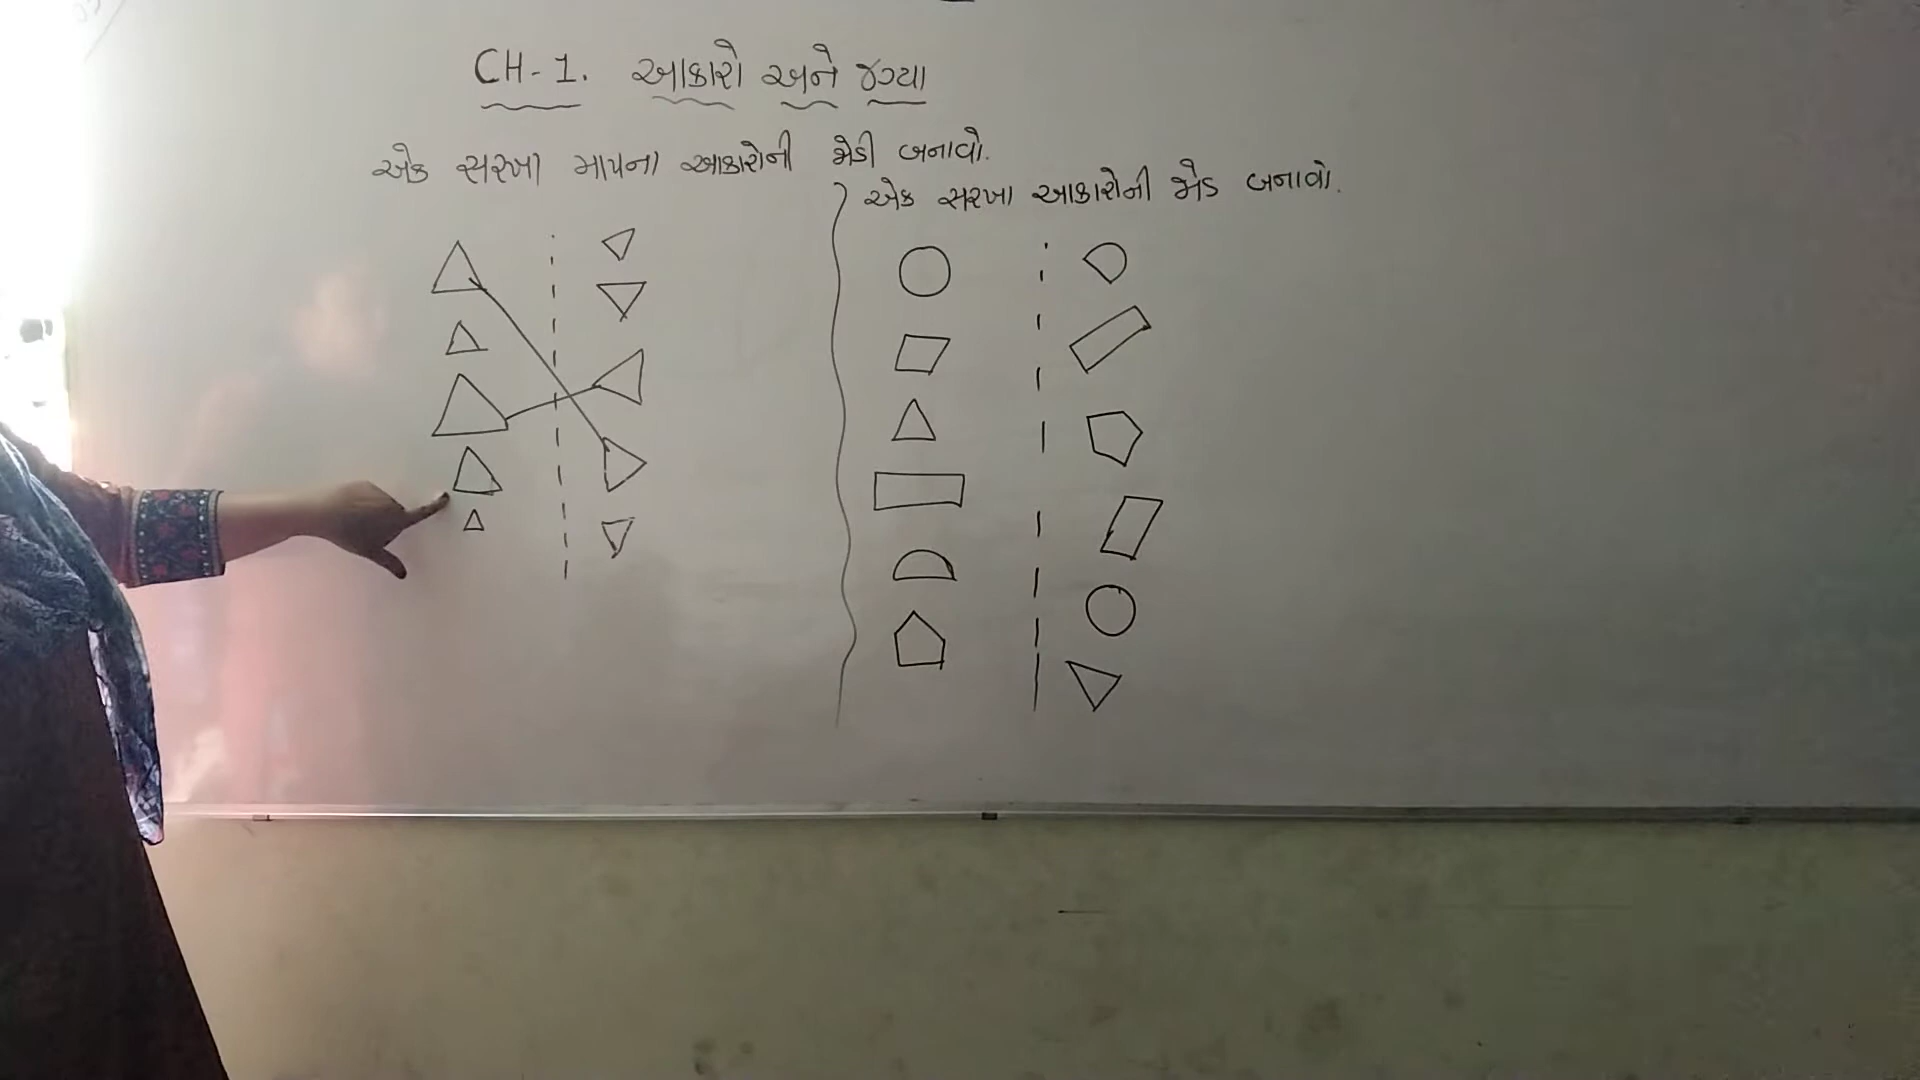 CH-1. આકારો અને જગ્યા
એક સરખા માપના આકારોની જોડી બનાવો.
એક સરખા આકારોની જોડ બનાવો.